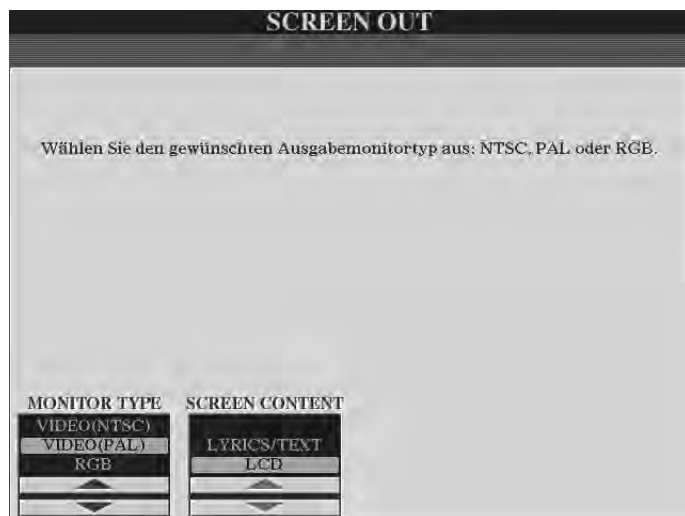 SCREEN OUT
Wählen Sie den gewünschten Ausgabemonitortyp aus: NTSC, PAL oder RGB.
MONITOR TYPE SCREEN CONTENT
VIDEO(NTSC)
VIDEO(PAL) LYRICS/TEXT
RGB LCD